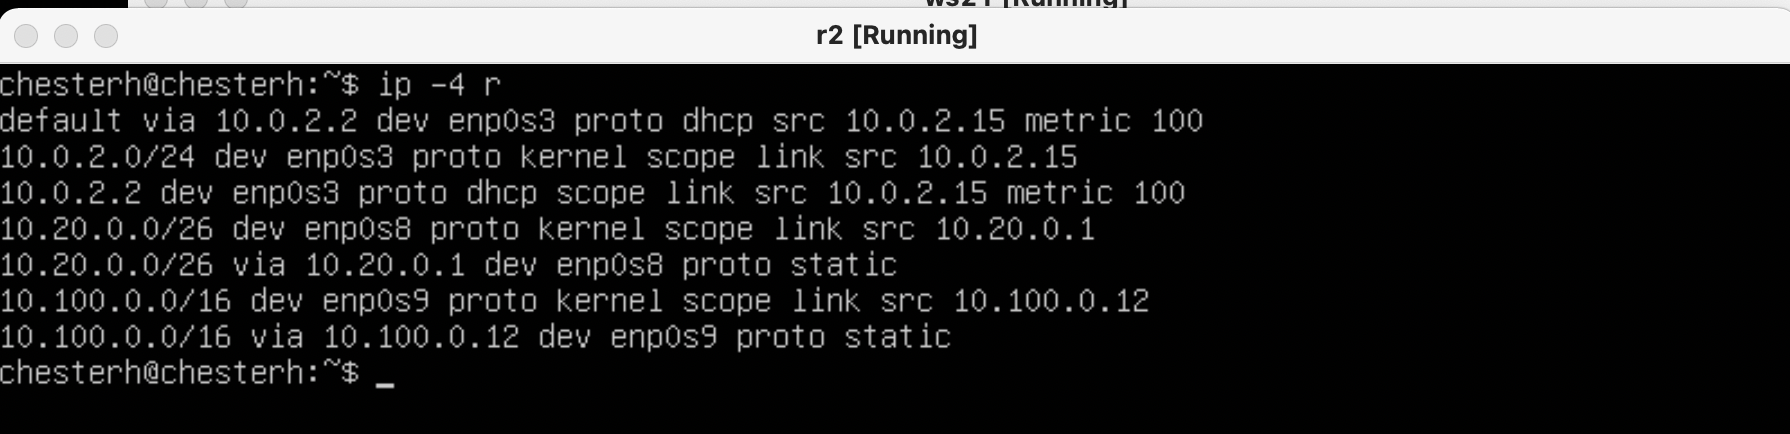 r2 [Running]
chesterh@chesterh:~$ ip -4 r
default via 10.0.2.2 dev enp0s3 proto dhcp src 10.0.2.15 metric 100
10.0.2.0/24 dev enp0s3 proto kernel scope link src 10.0.2.15
10.0.2.2 dev enp0s3 proto dhcp scope link src 10.0.2.15 metric 100
10.20.0.0/26 dev enp0s8 proto kernel scope link src 10.20.0.1
10.20.0.0/26 via 10.20.0.1 dev enp0s8 proto static
10.100.0.0/16 dev enp0s9 proto kernel scope link src 10.100.0.12
10.100.0.0/16 via 10.100.0.12 dev enp0s9 proto static
chesterh@chesterh:~$ _